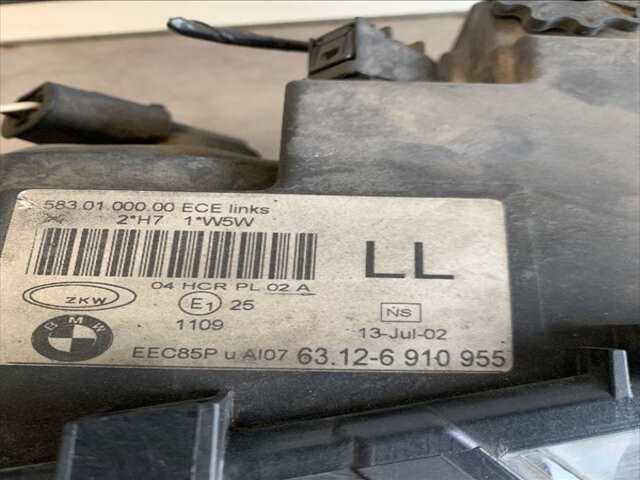 583.01.000.00 ECE links
2*H7 1*W5W
LL
04 HCR PL 02 A
ZKW
E1 25
NS
1109
13-Jul-02
BMW
EEC85P u Al07 63.12-6 910 955